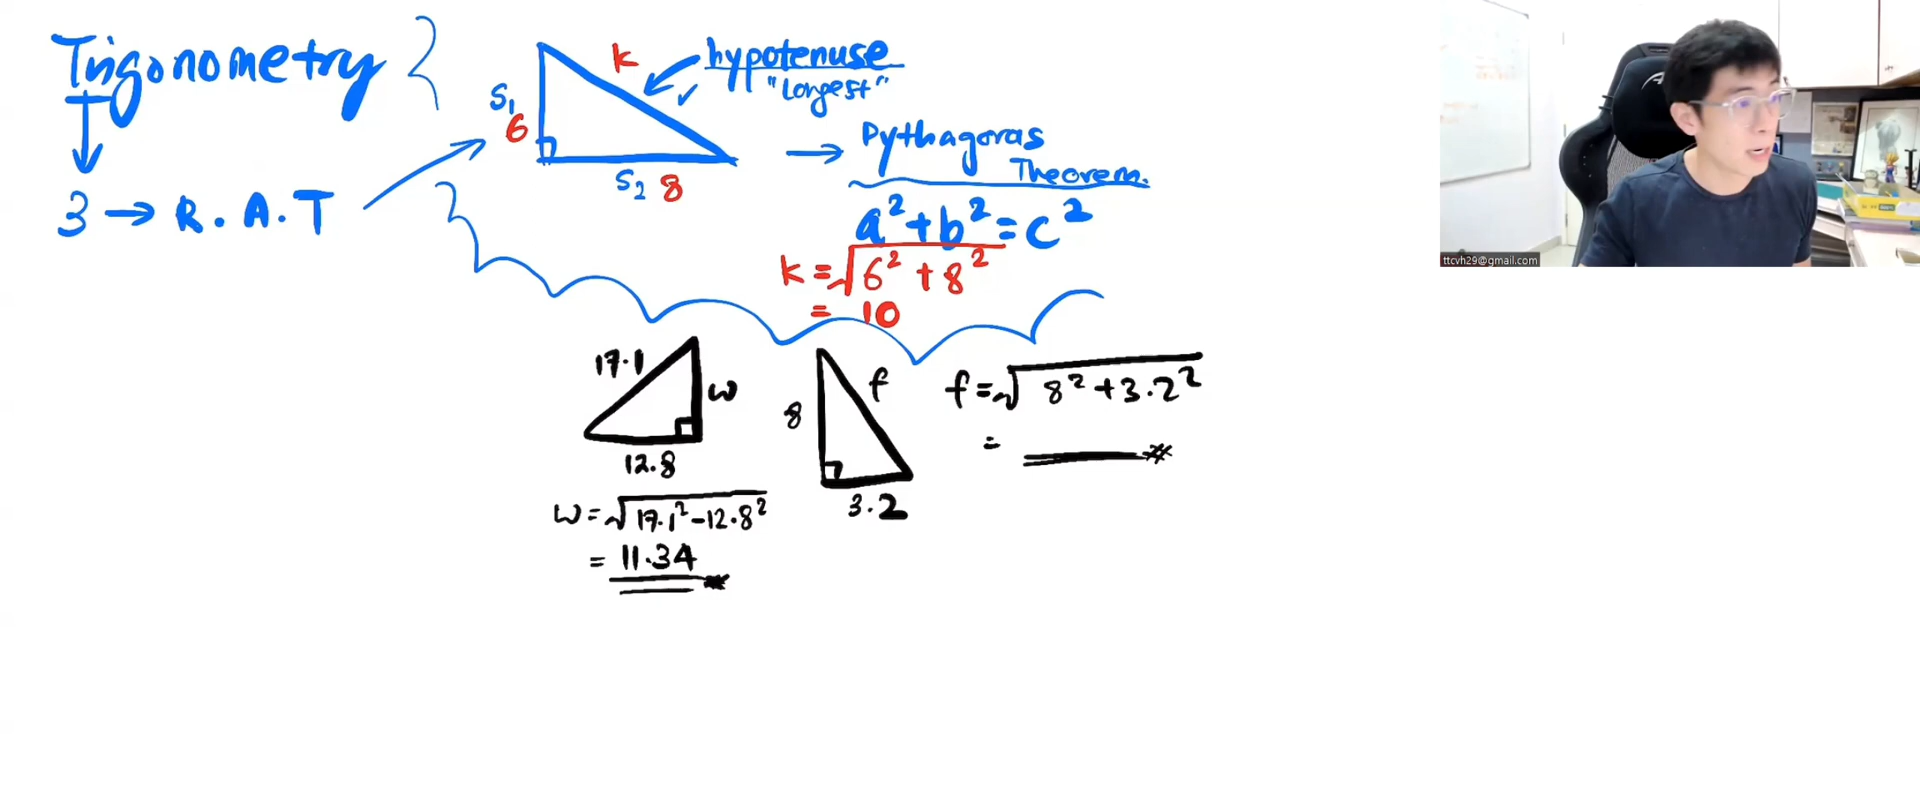 Trigonometry
3 → R.A.T
k
hypotenuse
"Longest"
S₁
6
S₂ 8
→ Pythagoras
Theorem.
a² + b² = c²
k = √6² + 8²
= 10
17.1
w
12.8
w = √17.1² - 12.8²
= 11.34
8
f
3.2
f = √8² + 3.2²
=
ttcvh29@gmail.com